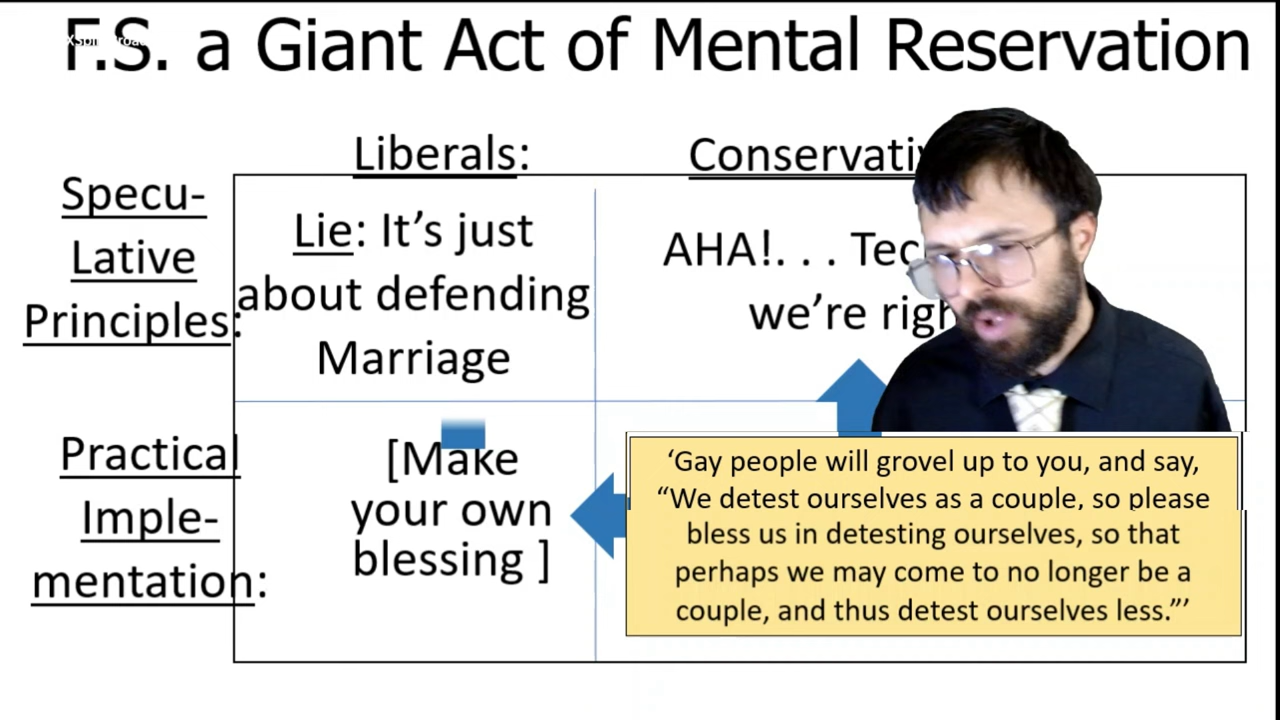 F.S. a Giant Act of Mental Reservation
Liberals:
Conservati
Specu-
Lative
Principles:
Lie: It’s just
about defending
Marriage
AHA!. . . Tec
we’re righ
Practical
Imple-
mentation:
[Make
your own
blessing ]
‘Gay people will grovel up to you, and say,
“We detest ourselves as a couple, so please
bless us in detesting ourselves, so that
perhaps we may come to no longer be a
couple, and thus detest ourselves less.”’